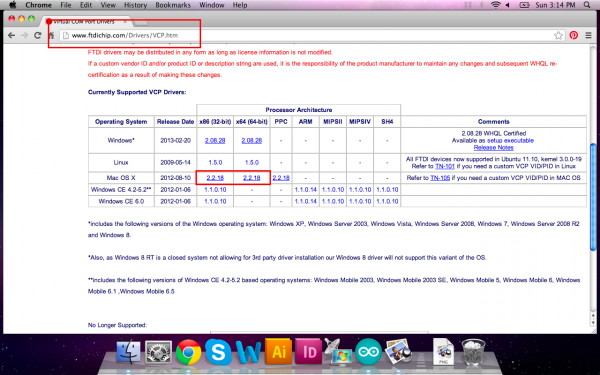 Chrome File Edit View History Bookmarks Window Help
Sun 3:14 PM
Virtual COM Port Drivers
www.ftdichip.com/Drivers/VCP.htm
FTDI drivers may be distributed in any form as long as license information is not modified.
If a custom vendor ID and/or product ID or description string are used, it is the responsibility of the product manufacturer to maintain any changes and subsequent WHQL re-
certification as a result of making these changes.
Currently Supported VCP Drivers:
Processor Architecture
Operating System Release Date x86 (32-bit) x64 (64-bit) PPC ARM MIPSII MIPSIV SH4 Comments
2.08.28 WHQL Certified
Windows* 2013-02-20 2.08.28 2.08.28 - - - - - Available as setup executable
Release Notes
Linux 2009-05-14 1.5.0 1.5.0 - - - - - All FTDI devices now supported in Ubuntu 11.10, kernel 3.0.0-19
Refer to TN-101 if you need a custom VCP VID/PID in Linux
Mac OS X 2012-08-10 2.2.18 2.2.18 2.2.18 - - - - Refer to TN-105 if you need a custom VCP VID/PID in MAC OS
Windows CE 4.2-5.2** 2012-01-06 1.1.0.10 - - 1.1.0.14 1.1.0.10 1.1.0.10 1.1.0.10
Windows CE 6.0 2012-01-06 1.1.0.10 - - 1.1.0.14 1.1.0.10 1.1.0.10 1.1.0.10
*includes the following versions of the Windows operating system: Windows XP, Windows Server 2003, Windows Vista, Windows Server 2008, Windows 7, Windows Server 2008 R2
and Windows 8.
*Also, as Windows 8 RT is a closed system not allowing for 3rd party driver installation our Windows 8 driver will not support this variant of the OS.
**includes the following versions of Windows CE 4.2-5.2 based operating systems: Windows Mobile 2003, Windows Mobile 2003 SE, Windows Mobile 5, Windows Mobile 6, Windows
Mobile 6.1 ,Windows Mobile 6.5
No Longer Supported:
Ai
ID
PNG